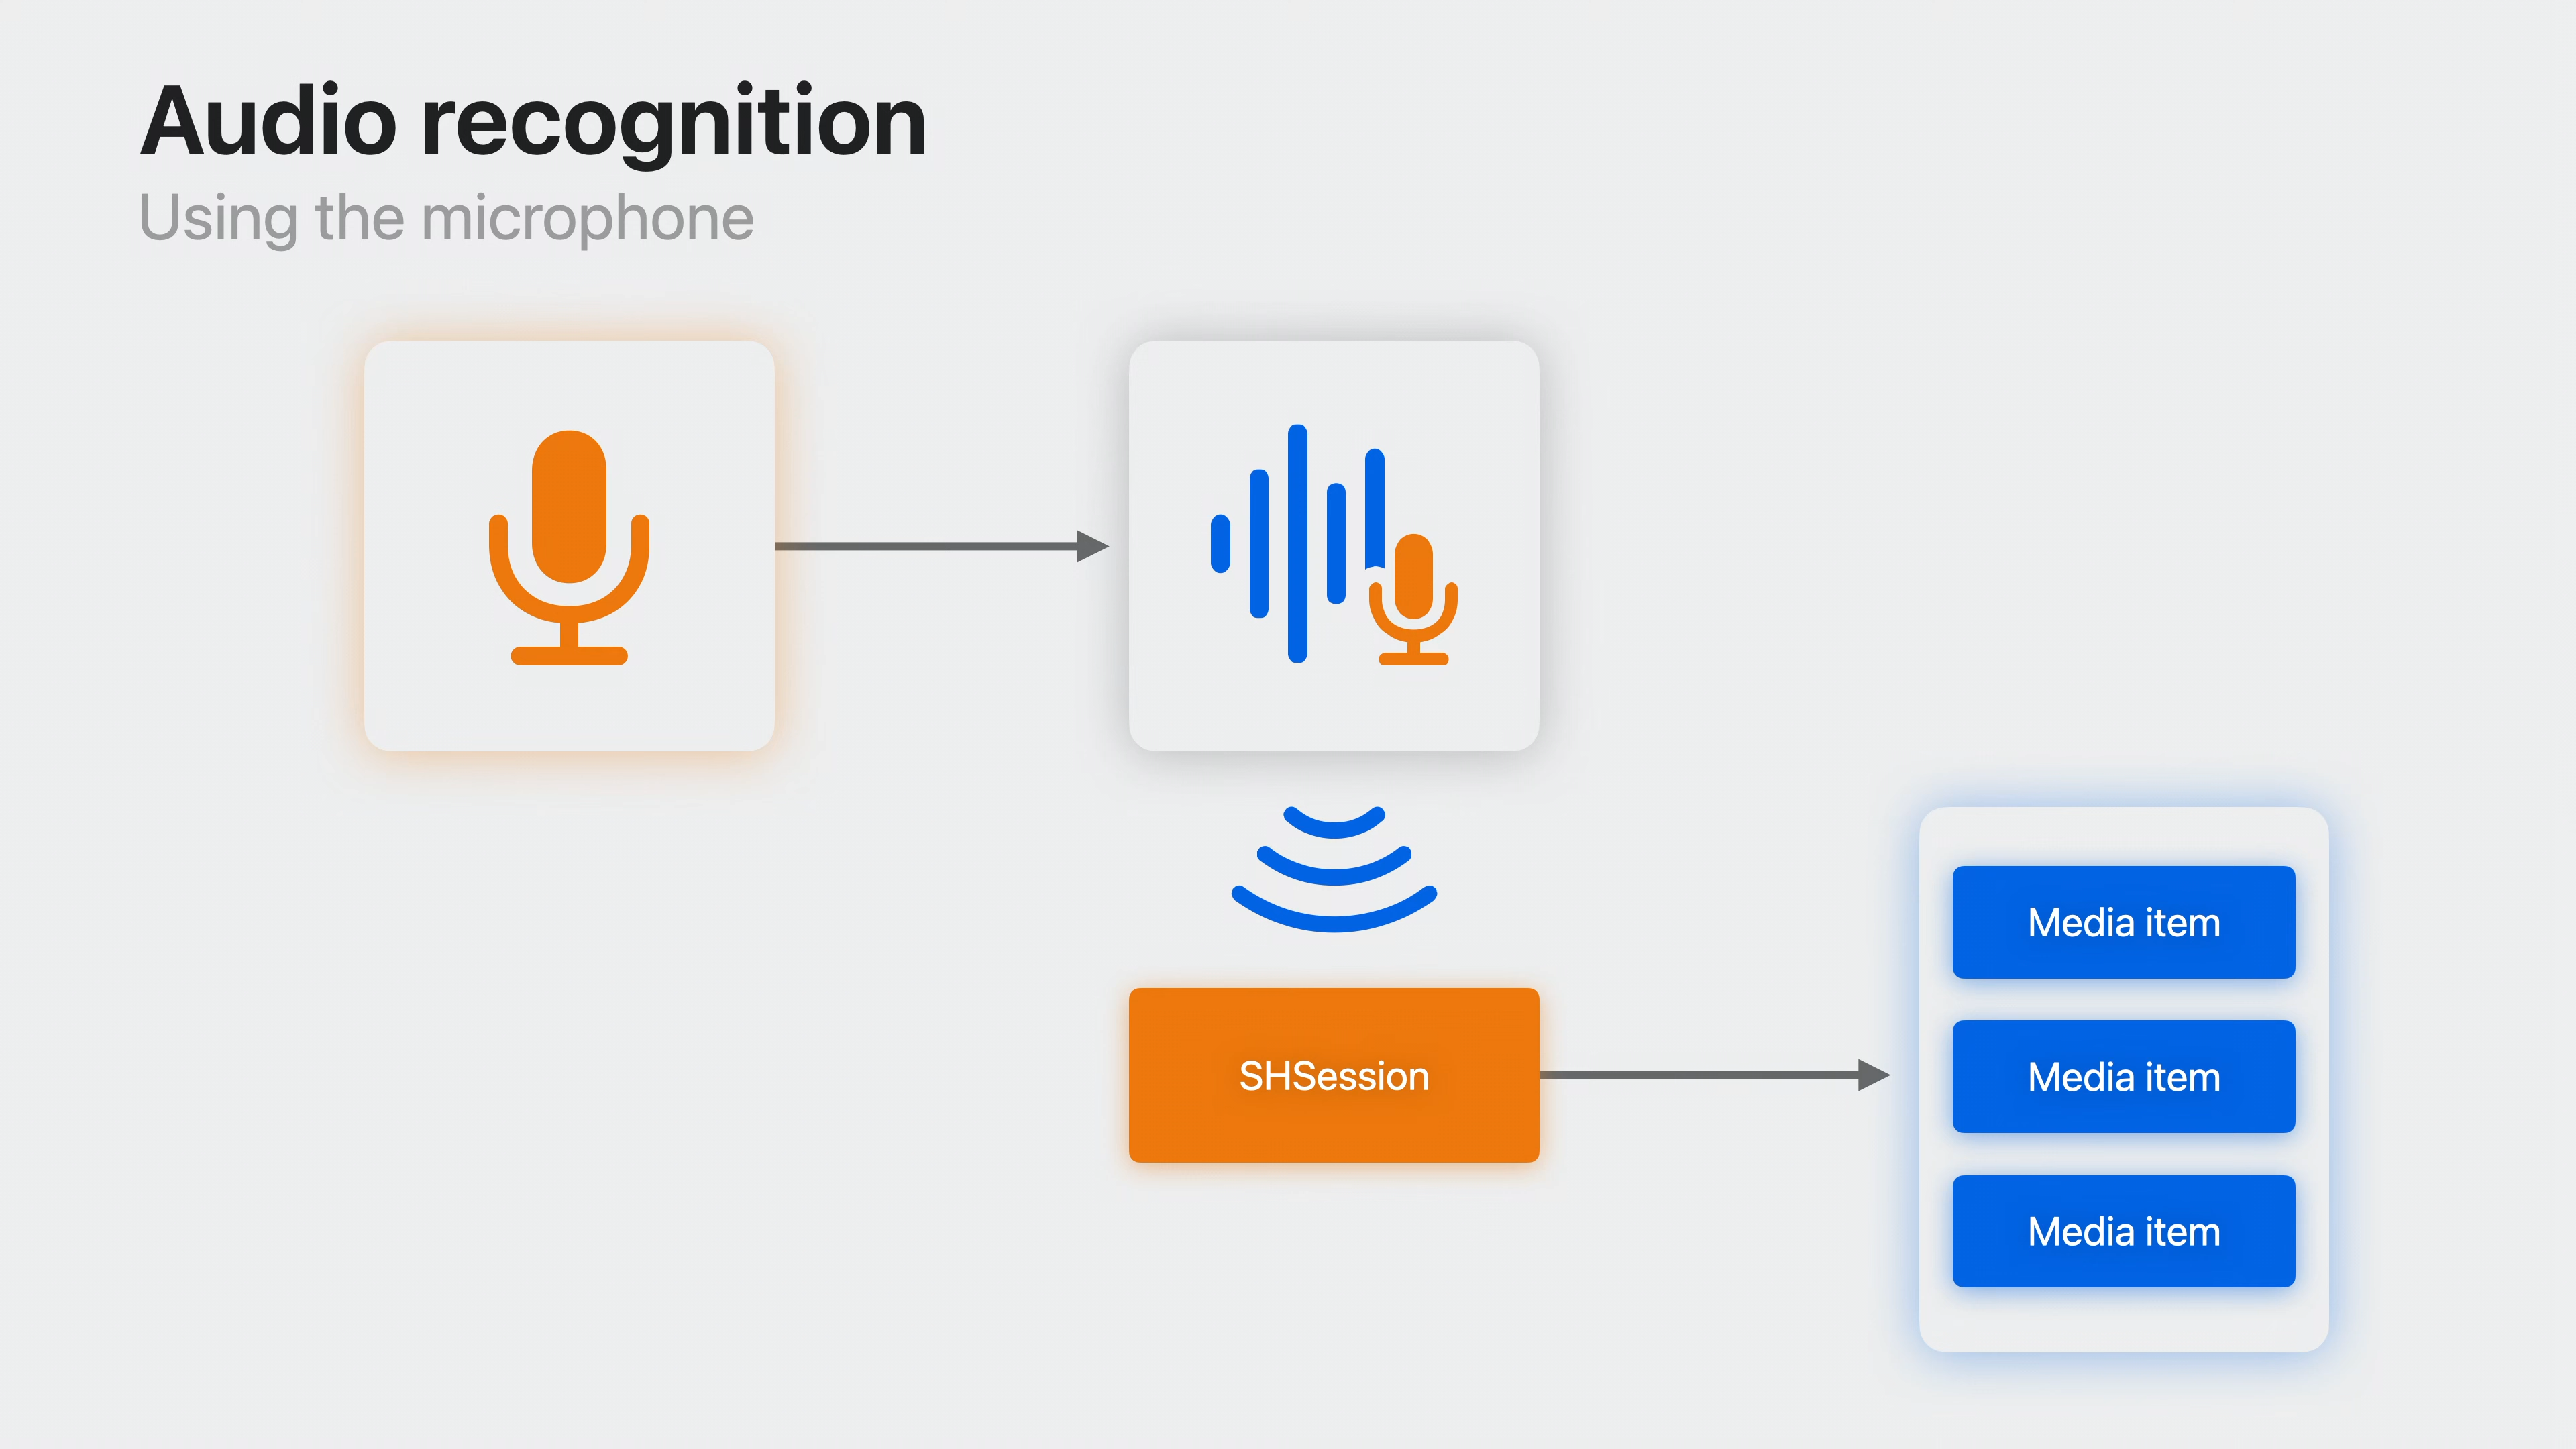 Audio recognition
Using the microphone
SHSession
Media item
Media item
Media item